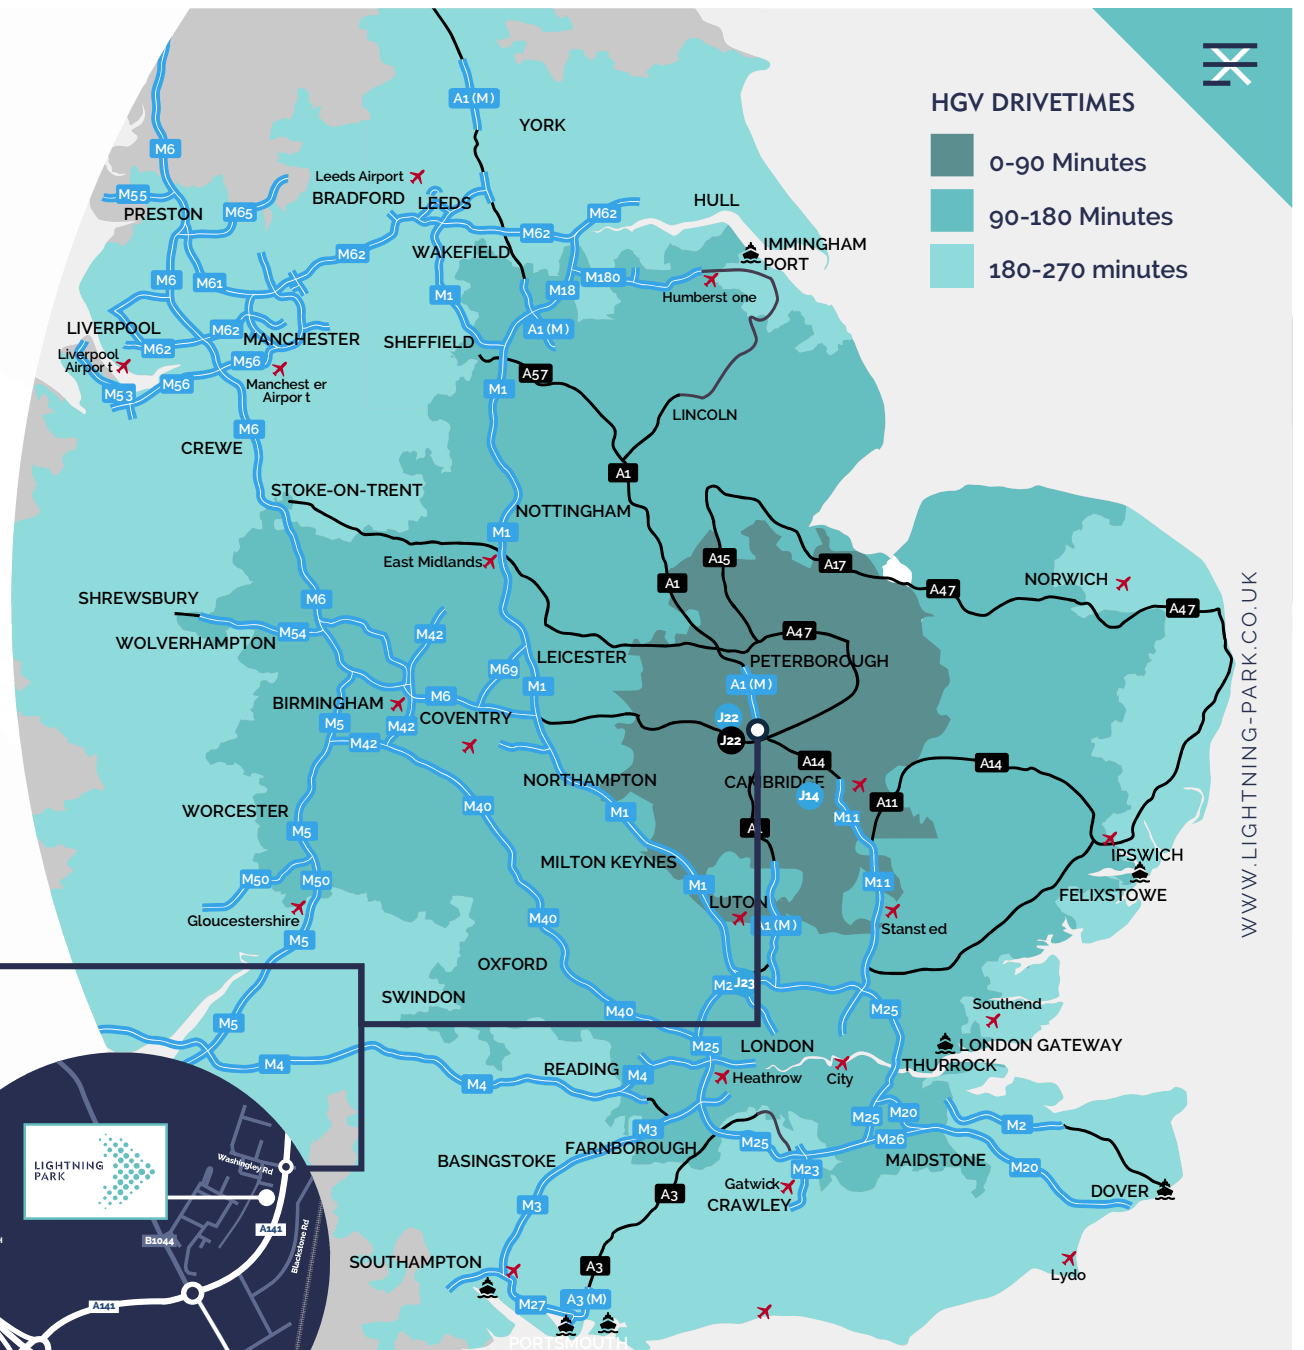 HGV DRIVETIMES
0-90 Minutes
90-180 Minutes
180-270 minutes
A1 (M)
YORK
M6
Leeds Airport
BRADFORD
LEEDS
M55
PRESTON
M65
M62
HULL
M62
M62
WAKEFIELD
IMMINGHAM
PORT
M6
M61
M1
M18
M180
Humberst one
LIVERPOOL
M62
MANCHESTER
SHEFFIELD
A1 (M)
Liverpool
Airpor t
M62
M56
M56
Manchest er
Airpor t
M53
M1
A57
LINCOLN
M6
CREWE
A1
STOKE-ON-TRENT
NOTTINGHAM
M1
East Midlands
A1
A15
A17
A47
NORWICH
A47
SHREWSBURY
M6
M54
WOLVERHAMPTON
M42
A47
LEICESTER
PETERBOROUGH
M69
M1
A1 (M)
M6
BIRMINGHAM
COVENTRY
M5
M42
M42
J22
J22
A14
A14
NORTHAMPTON
CAMBRIDGE
J14
A11
M11
WORCESTER
M40
M1
M5
IPSWICH
MILTON KEYNES
M50
M50
M1
M11
FELIXSTOWE
Gloucestershire
LUTON
M40
A1 (M)
Stanst ed
M5
OXFORD
SWINDON
J23
M40
M25
Southend
M5
M25
LONDON
LONDON GATEWAY
THURROCK
M4
READING
M4
M4
Heathrow
City
M25
M20
M2
M3
FARNBOROUGH
M25
M26
BASINGSTOKE
MAIDSTONE
M23
M20
Gatwick
CRAWLEY
A3
DOVER
M3
SOUTHAMPTON
A3
Lydo
M27
A3 (M)
PORTSMOUTH
LIGHTNING
PARK
Washingley Rd
A141
B1044
Blackstone Rd
A141
WWW.LIGHTNING-PARK.CO.UK